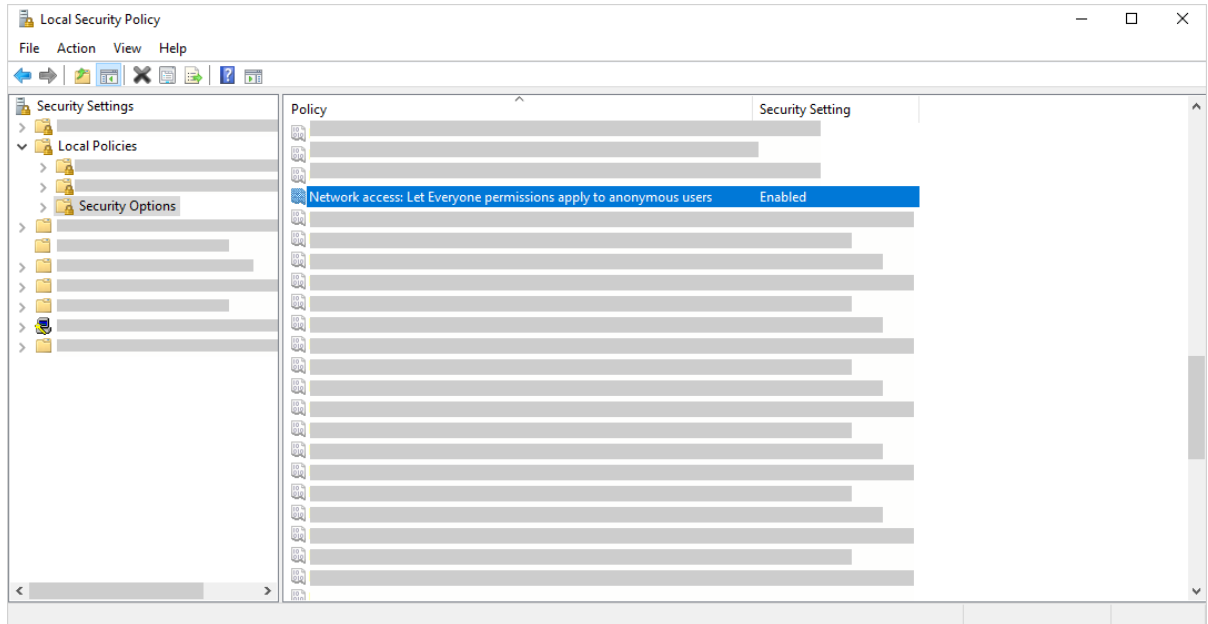 Local Security Policy
File Action View Help
Security Settings
Local Policies
Security Options
Policy Security Setting
Network access: Let Everyone permissions apply to anonymous users Enabled